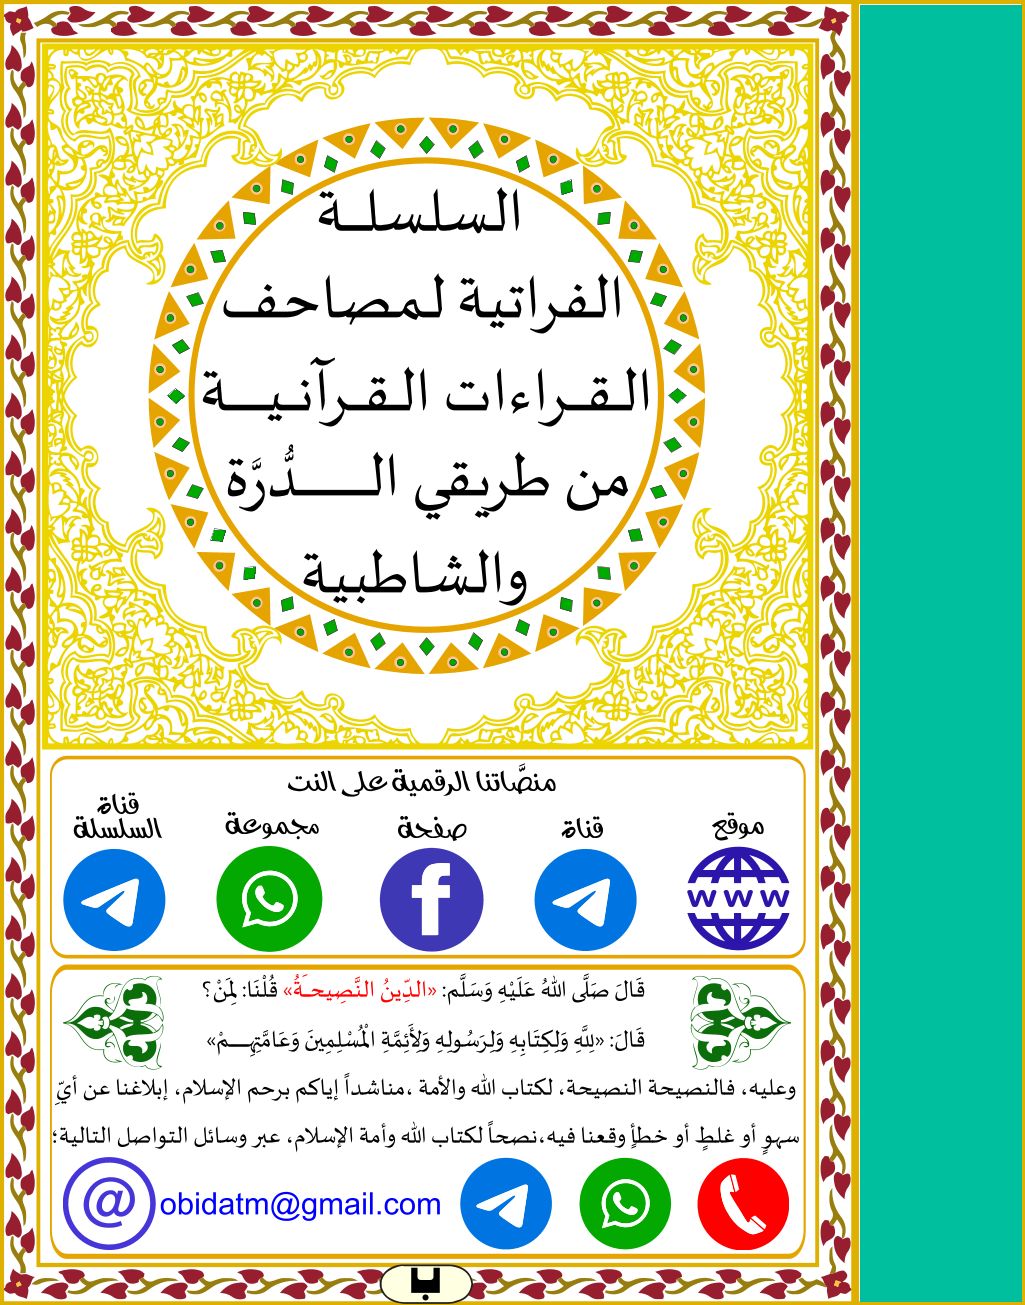 السلسلة
الفراتية لمصاحف
القراءات القرآنية
من طريقي الدُّرَّة
والشاطبية
منصَّاتنا الرقمية على النت
موقع
قناة
صفحة
مجموعة
قناة
السلسلة
www
f
قَالَ صَلَّى اللهُ عَلَيْهِ وَسَلَّم: «الدِّينُ النَّصِيحَةُ» قُلْنَا: لِمَنْ؟
قَالَ: «لِلَّهِ وَلِكِتَابِهِ وَلِرَسُولِهِ وَلِأَئِمَّةِ الْمُسْلِمِينَ وَعَامَّتِهِمْ»
وعليه، فالنصيحة النصيحة، لكتاب الله والأمة ،مناشداً إياكم برحم الإسلام، إبلاغنا عن أيّ
سهوٍ أو غلطٍ أو خطأٍ وقعنا فيه،نصحاً لكتاب الله وأمة الإسلام، عبر وسائل التواصل التالية؛
@ obidatm@gmail.com
ب